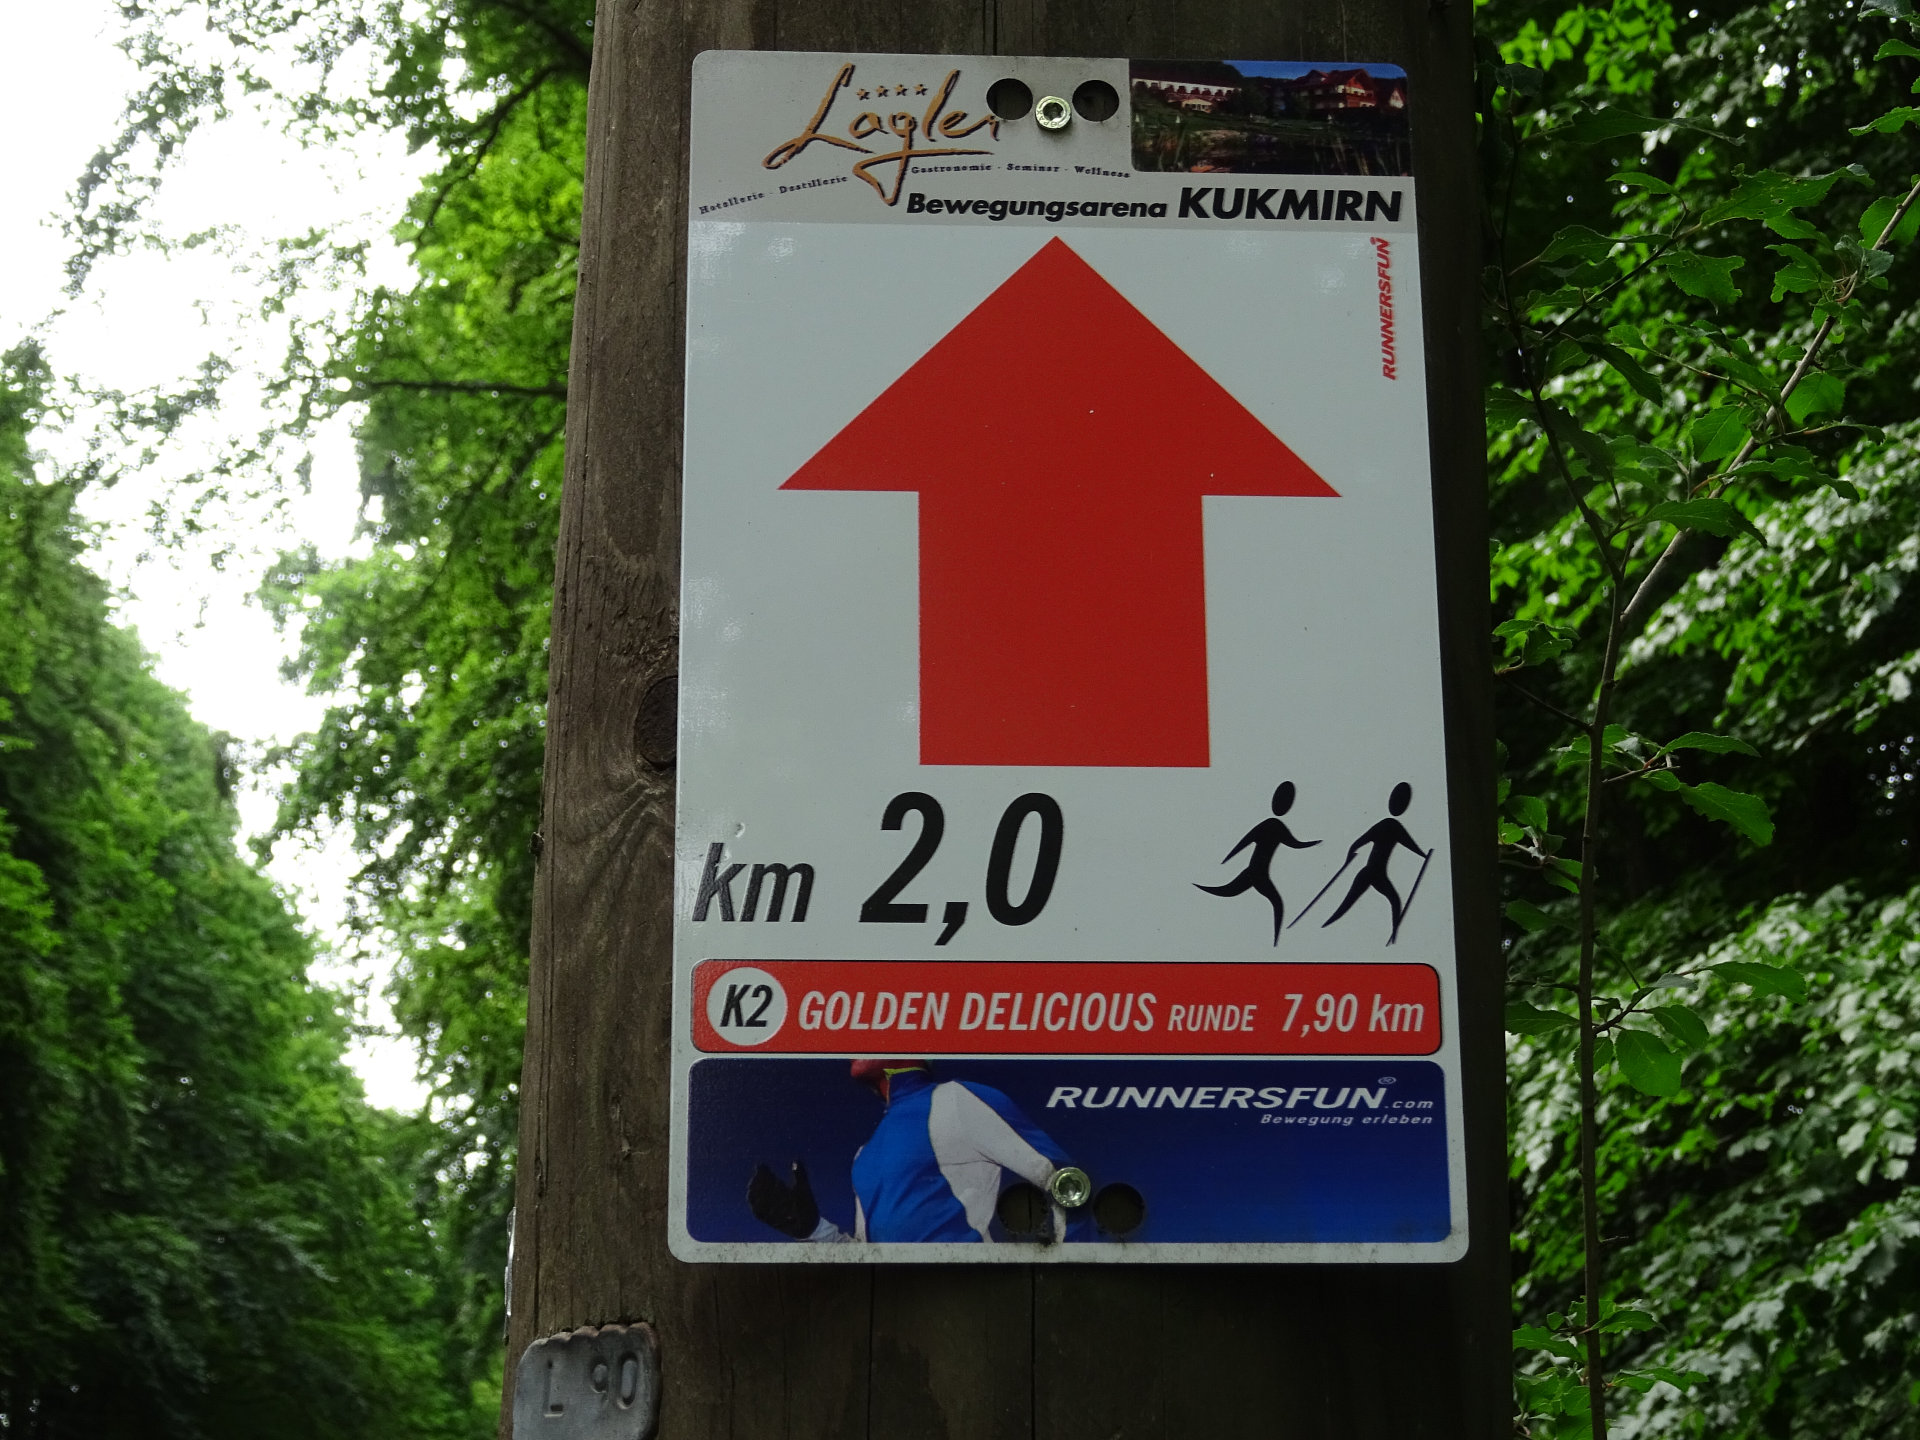 Lagler
Hotellerie · Destillerie Gastronomie · Seminar · Wellness
Bewegungsarena KUKMIRN
RUNNERSFUN
km 2,0
K2 GOLDEN DELICIOUS RUNDE 7,90 km
RUNNERSFUN®.com
Bewegung erleben
L 90